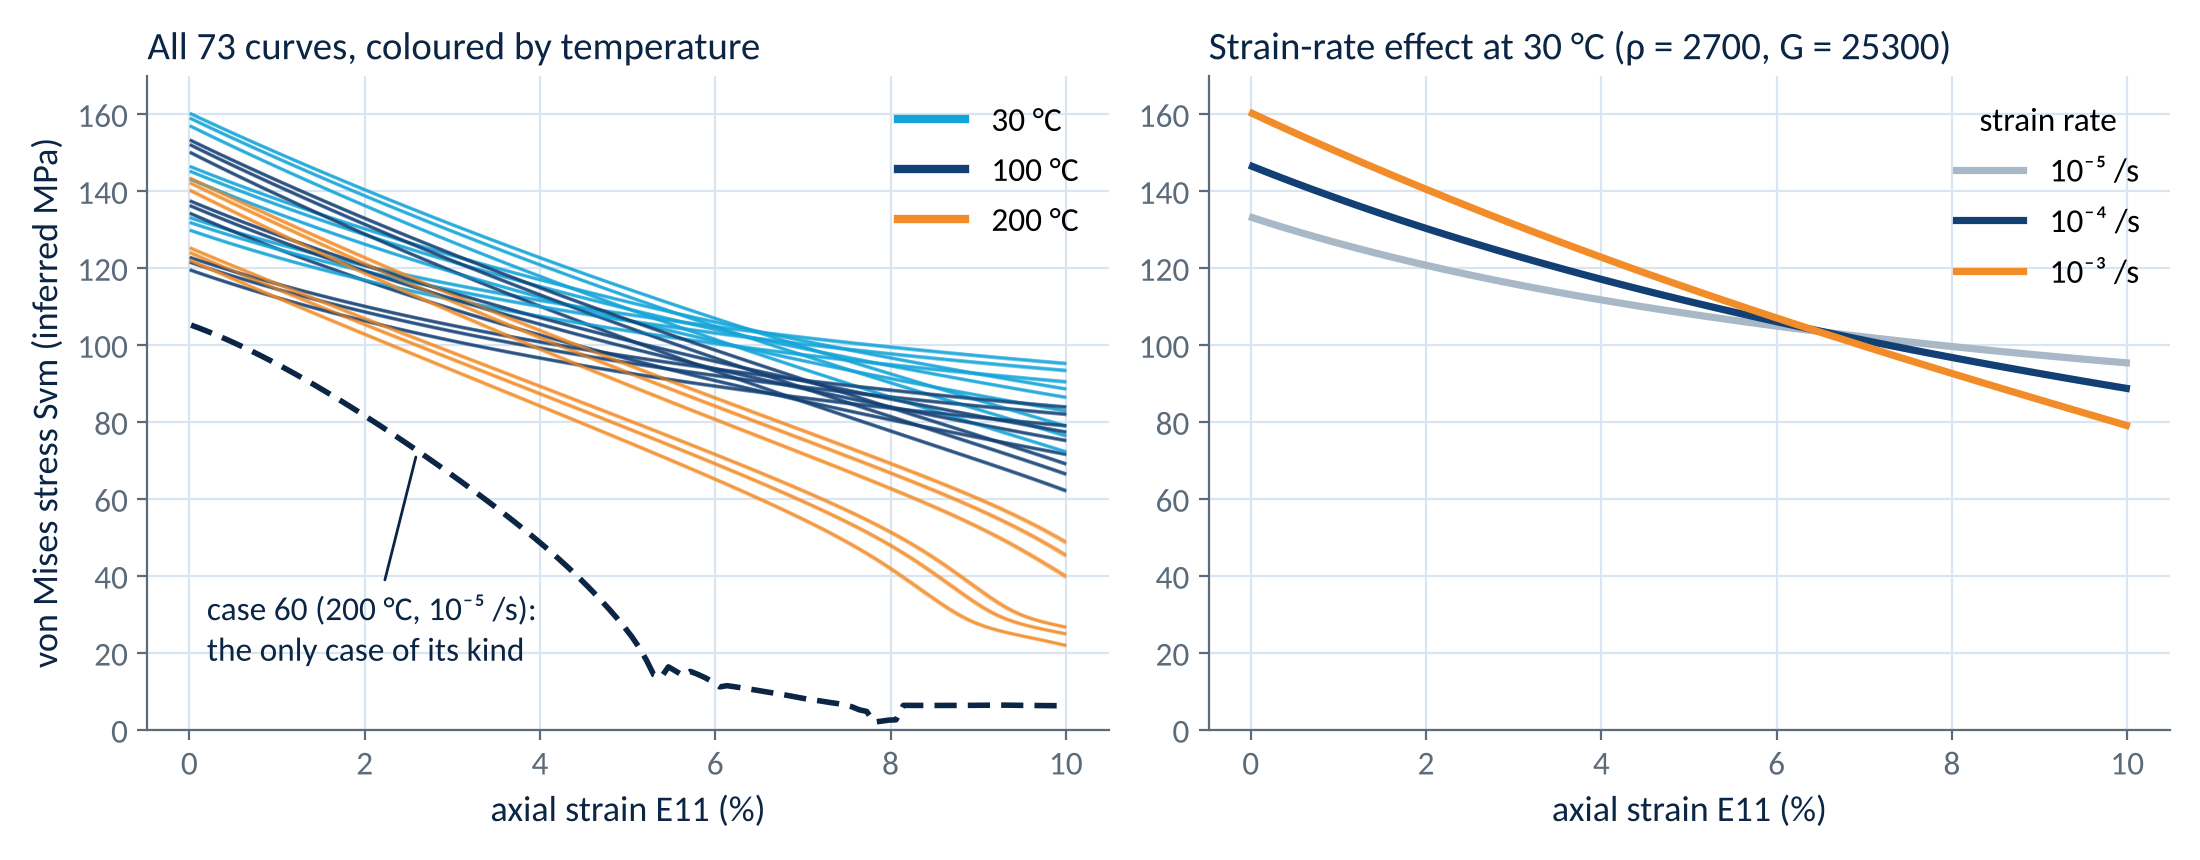 All 73 curves, coloured by temperature
von Mises stress Svm (inferred MPa)
160
140
120
100
80
60
40
20
0
30 °C
100 °C
200 °C
case 60 (200 °C, 10⁻⁵ /s):
the only case of its kind
0 2 4 6 8 10
axial strain E11 (%)
Strain-rate effect at 30 °C (ρ = 2700, G = 25300)
160
140
120
100
80
60
40
20
0
strain rate
10⁻⁵ /s
10⁻⁴ /s
10⁻³ /s
0 2 4 6 8 10
axial strain E11 (%)